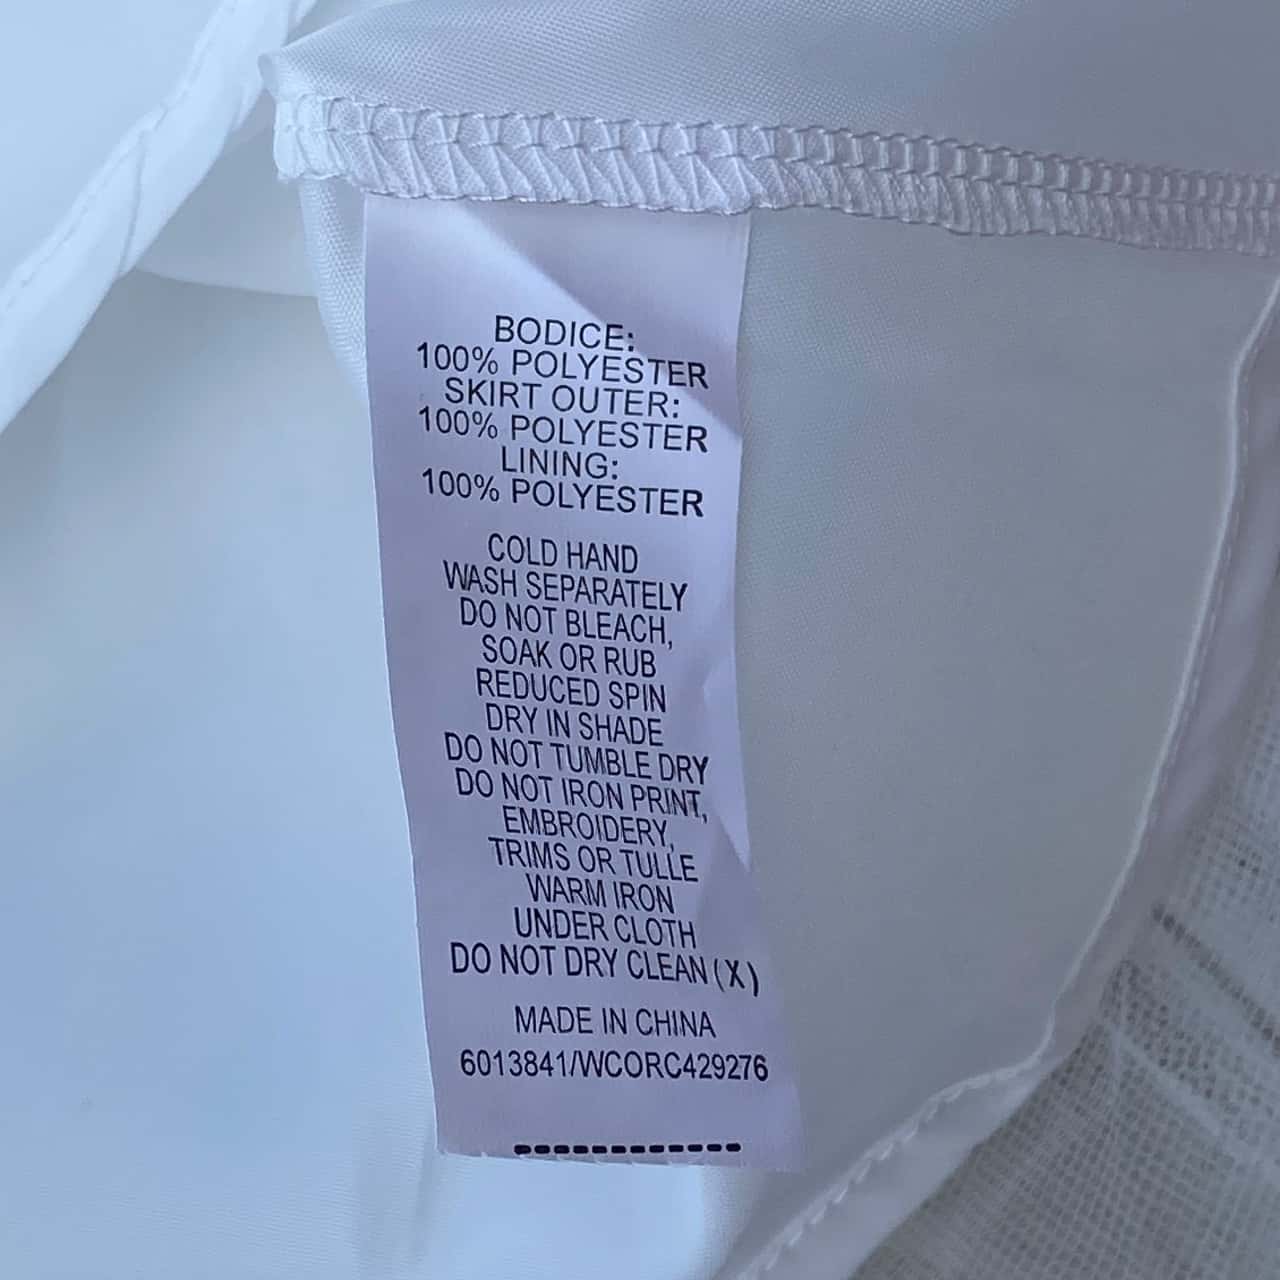 BODICE:
100% POLYESTER
SKIRT OUTER:
100% POLYESTER
LINING:
100% POLYESTER
COLD HAND
WASH SEPARATELY
DO NOT BLEACH,
SOAK OR RUB
REDUCED SPIN
DRY IN SHADE
DO NOT TUMBLE DRY
DO NOT IRON PRINT,
EMBROIDERY,
TRIMS OR TULLE
WARM IRON
UNDER CLOTH
DO NOT DRY CLEAN (X)
MADE IN CHINA
6013841/WCORC429276